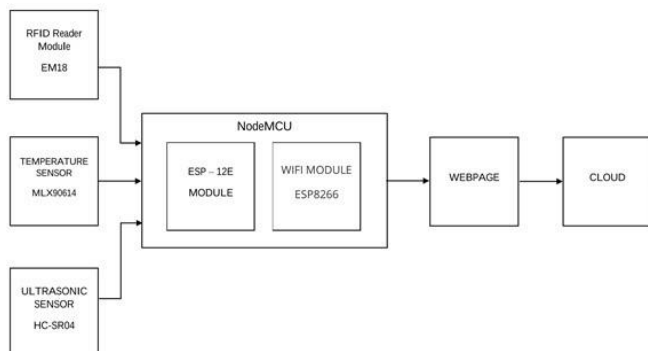 RFID Reader
Module
EM18
TEMPERATURE
SENSOR
MLX90614
ULTRASONIC
SENSOR
HC-SR04
NodeMCU
ESP – 12E
MODULE
WIFI MODULE
ESP8266
WEBPAGE
CLOUD